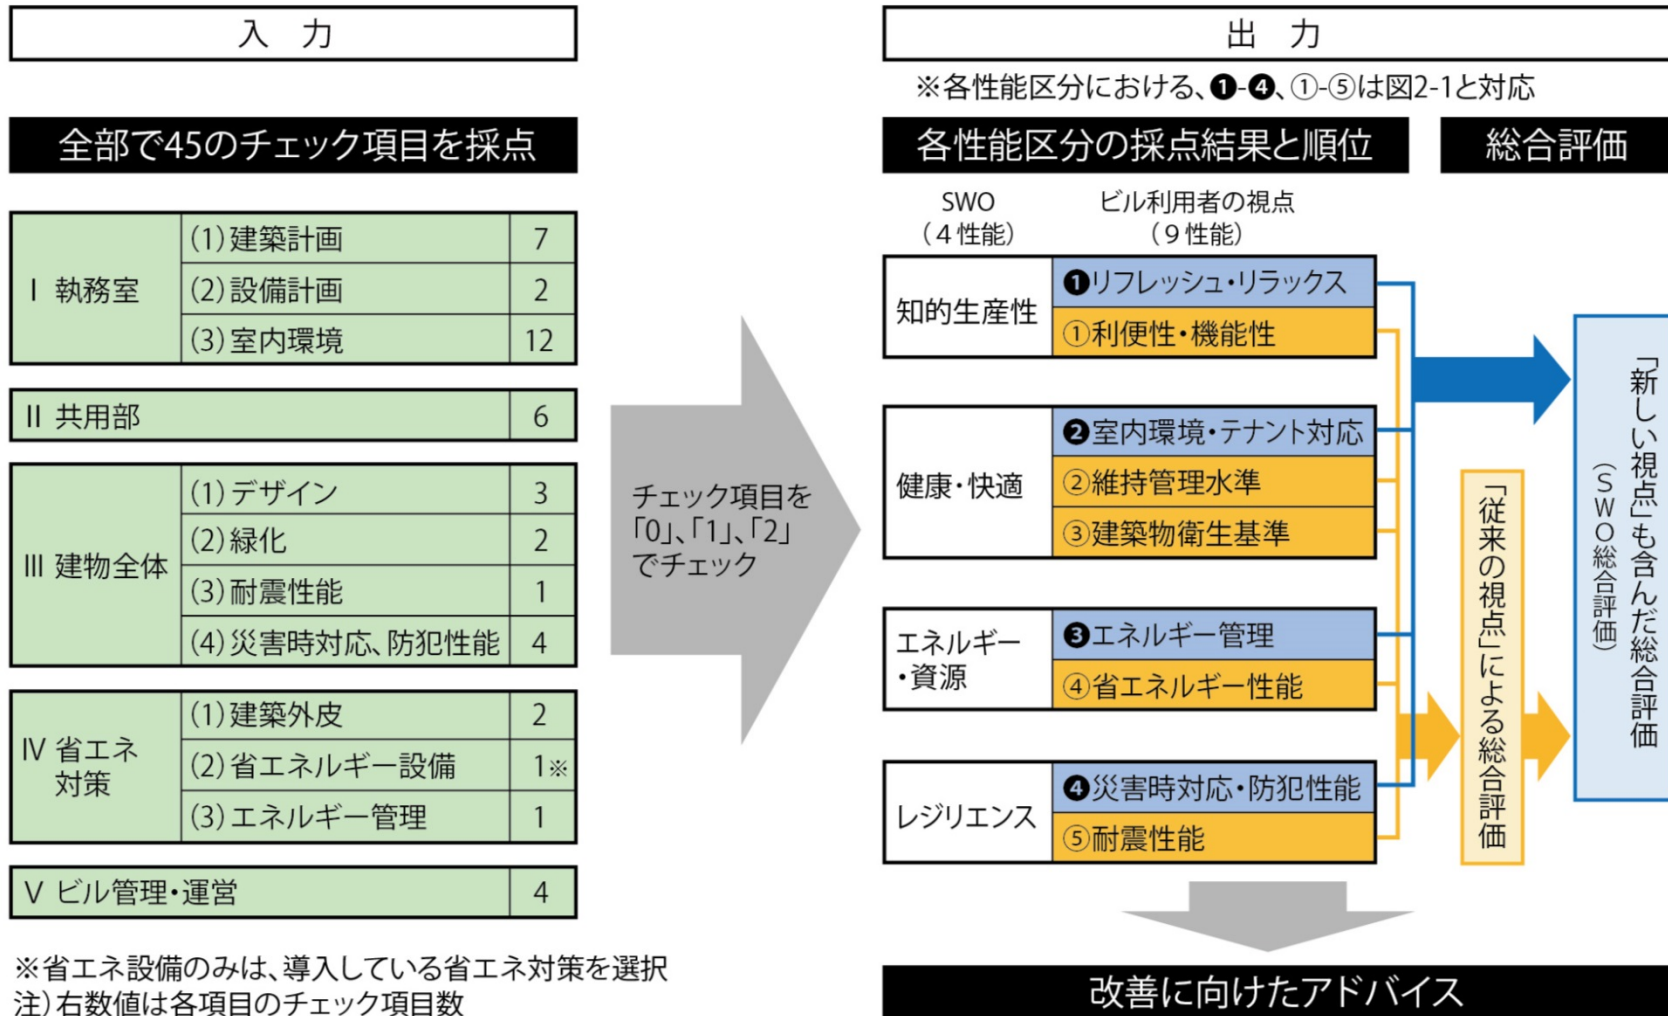 入 力
全部で45のチェック項目を採点
Ⅰ 執務室
(1)建築計画 7
(2)設備計画 2
(3)室内環境 12
Ⅱ 共用部 6
Ⅲ 建物全体
(1)デザイン 3
(2)緑化 2
(3)耐震性能 1
(4)災害時対応、防犯性能 4
Ⅳ 省エネ
対策
(1)建築外皮 2
(2)省エネルギー設備 1※
(3)エネルギー管理 1
Ⅴ ビル管理・運営 4
※省エネ設備のみは、導入している省エネ対策を選択
注)右数値は各項目のチェック項目数
チェック項目を
「0」、「1」、「2」
でチェック
出 力
※各性能区分における、❶-❹、①-⑤は図2-1と対応
各性能区分の採点結果と順位
総合評価
SWO
(4性能)
ビル利用者の視点
(9性能)
知的生産性
❶リフレッシュ・リラックス
①利便性・機能性
健康・快適
❷室内環境・テナント対応
②維持管理水準
③建築物衛生基準
エネルギー
・資源
❸エネルギー管理
④省エネルギー性能
レジリエンス
❹災害時対応・防犯性能
⑤耐震性能
「従来の視点」による総合評価
「新しい視点」も含んだ総合評価
(SWO総合評価)
改善に向けたアドバイス